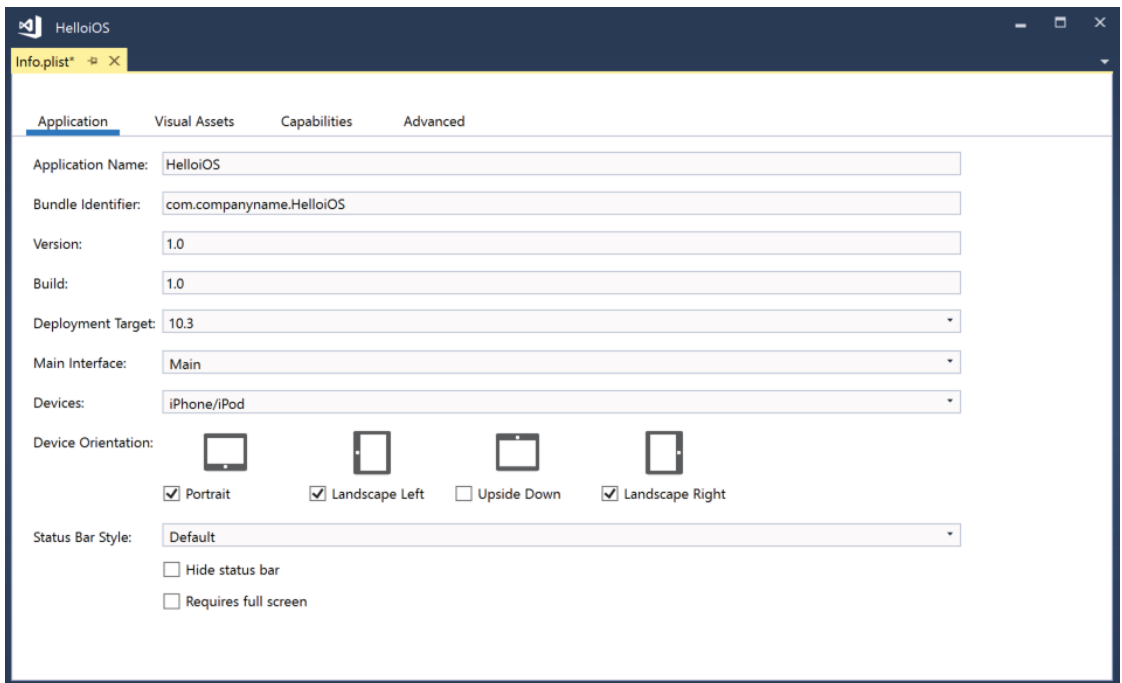 HelloiOS
Info.plist*
Application Visual Assets Capabilities Advanced
Application Name: HelloiOS
Bundle Identifier: com.companyname.HelloiOS
Version: 1.0
Build: 1.0
Deployment Target: 10.3
Main Interface: Main
Devices: iPhone/iPod
Device Orientation:
Portrait Landscape Left Upside Down Landscape Right
Status Bar Style: Default
Hide status bar
Requires full screen